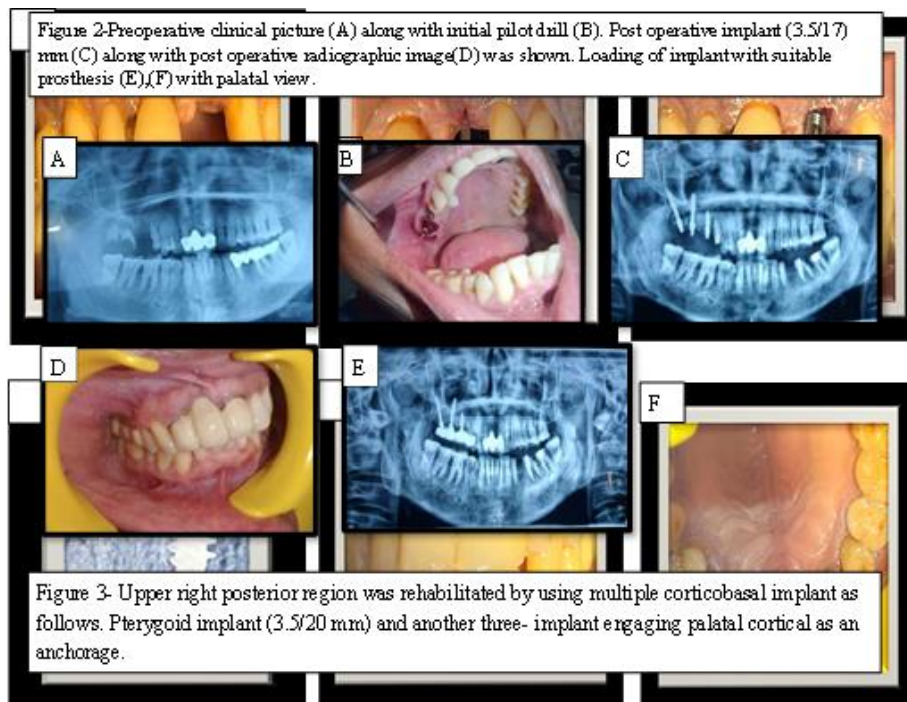 Figure 2-Preoperative clinical picture (A) along with initial pilot drill (B). Post operative implant (3.5/17)
mm (C) along with post operative radiographic image(D) was shown. Loading of implant with suitable
prosthesis (E),(F) with palatal view.
A
B
C
D
E
F
Figure 3- Upper right posterior region was rehabilitated by using multiple corticobasal implant as
follows. Pterygoid implant (3.5/20 mm) and another three- implant engaging palatal cortical as an
anchorage.